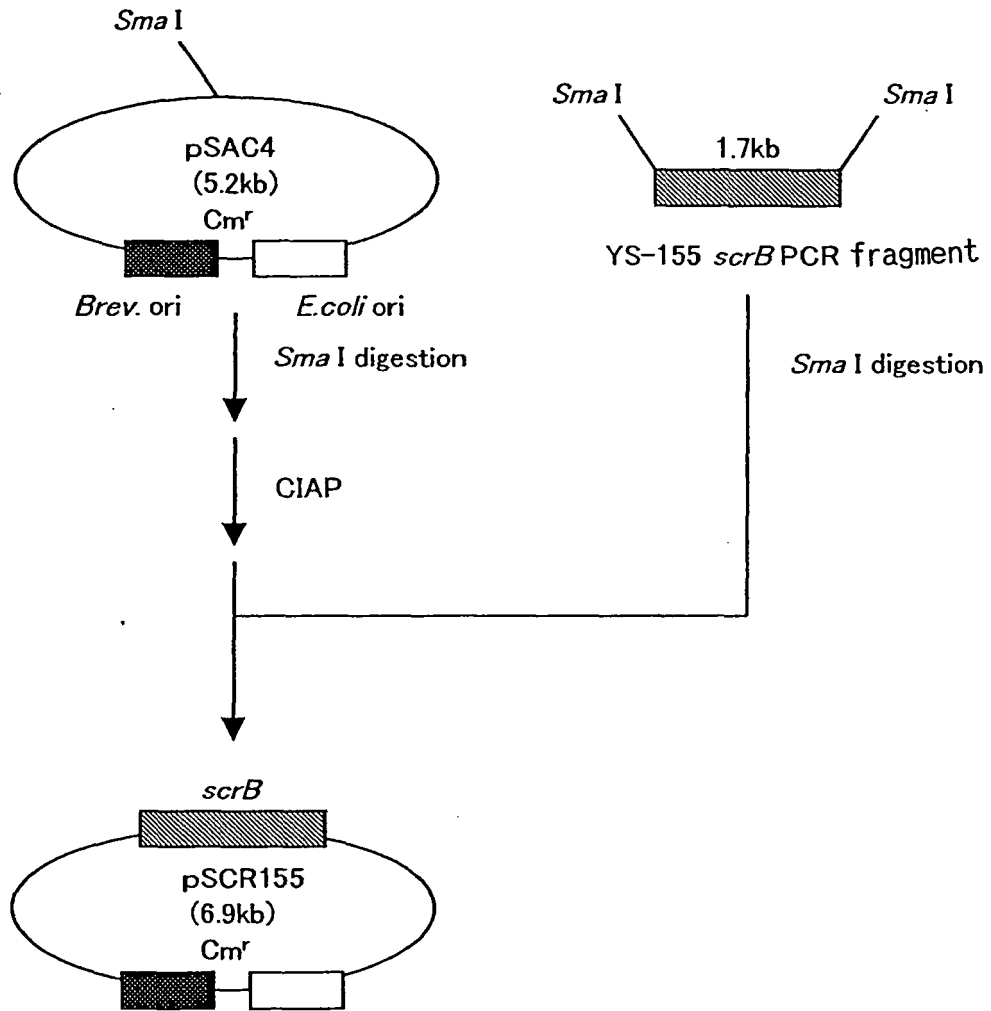 Sma I
pSAC4
(5.2kb)
Cmʳ
Brev. ori
E.coli ori
Sma I
Sma I
1.7kb
YS-155 scrB PCR fragment
Sma I digestion
Sma I digestion
CIAP
scrB
pSCR155
(6.9kb)
Cmʳ